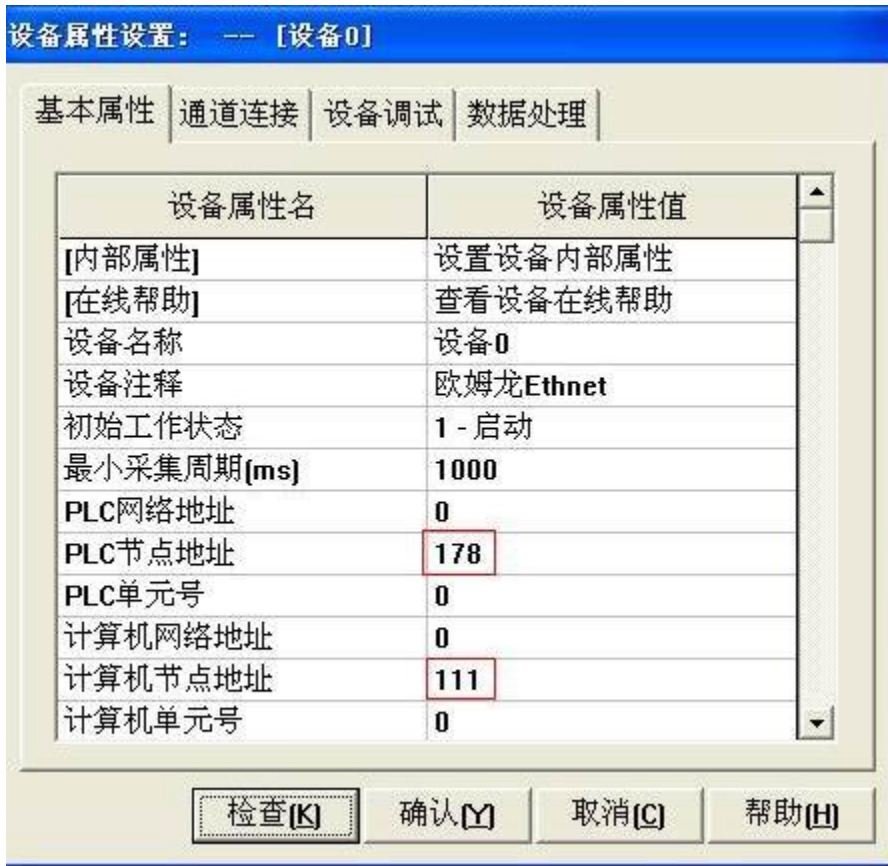 设备属性设置: -- [设备0]
基本属性 通道连接 设备调试 数据处理
设备属性名 设备属性值
[内部属性] 设置设备内部属性
[在线帮助] 查看设备在线帮助
设备名称 设备0
设备注释 欧姆龙Ethnet
初始工作状态 1 - 启动
最小采集周期(ms) 1000
PLC网络地址 0
PLC节点地址 178
PLC单元号 0
计算机网络地址 0
计算机节点地址 111
计算机单元号 0
检查(K) 确认(Y) 取消(C) 帮助(H)